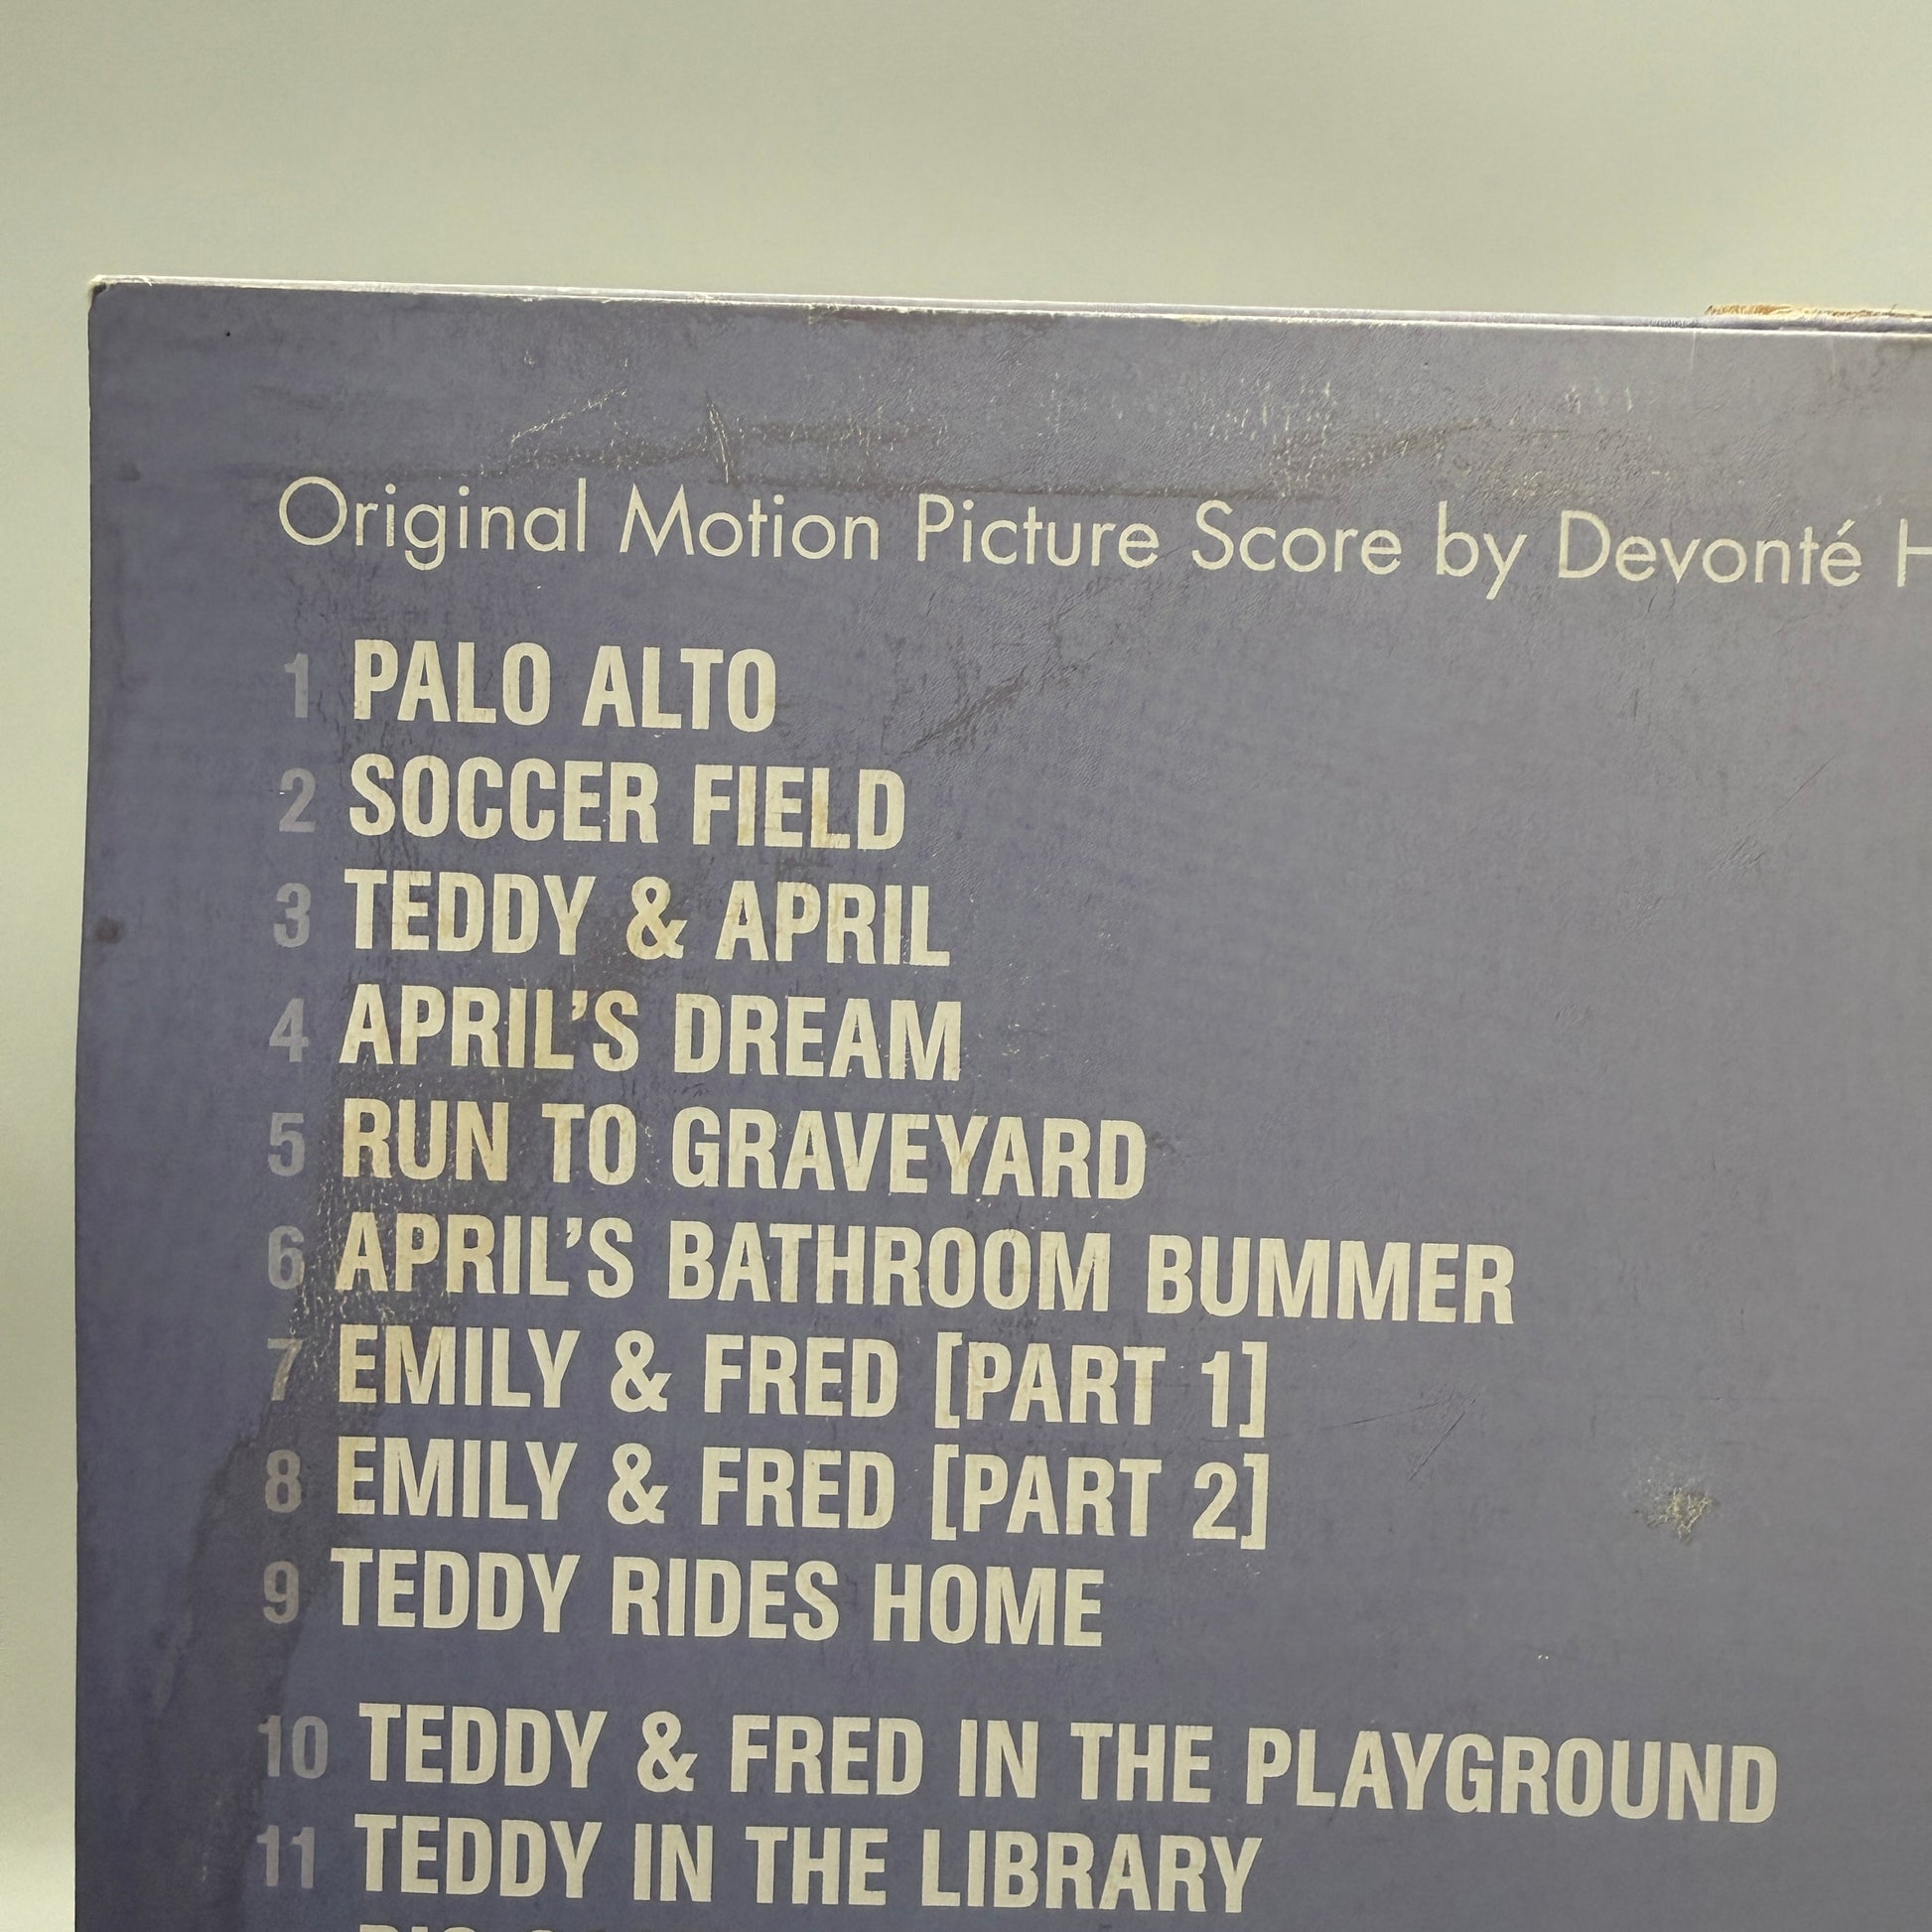 Original Motion Picture Score by Devonté
1 PALO ALTO
2 SOCCER FIELD
3 TEDDY & APRIL
4 APRIL’S DREAM
5 RUN TO GRAVEYARD
6 APRIL’S BATHROOM BUMMER
7 EMILY & FRED [PART 1]
8 EMILY & FRED [PART 2]
9 TEDDY RIDES HOME
10 TEDDY & FRED IN THE PLAYGROUND
11 TEDDY IN THE LIBRARY